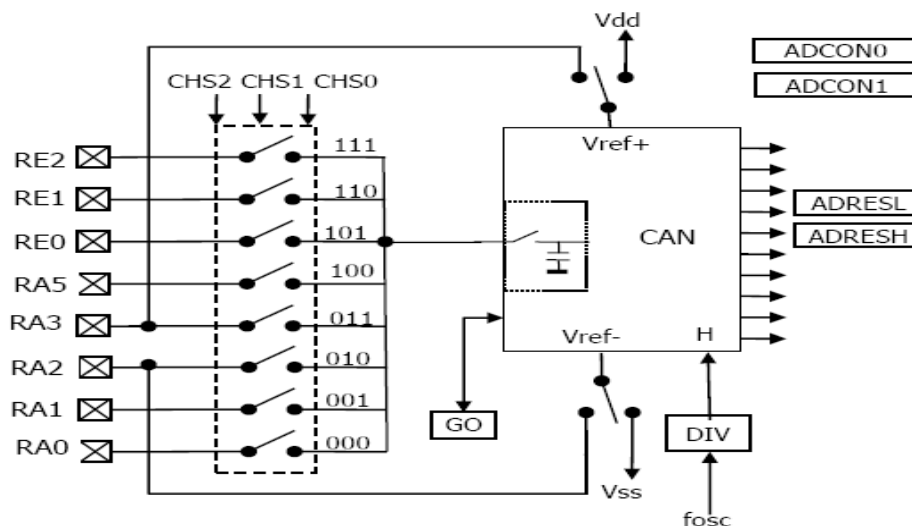 Vdd
ADCON0
ADCON1
CHS2 CHS1 CHS0
RE2 111
Vref+
RE1 110
RE0 101
CAN
ADRESL
ADRESH
RA5 100
RA3 011
Vref- H
RA2 010
RA1 001
GO
DIV
RA0 000
Vss
fosc